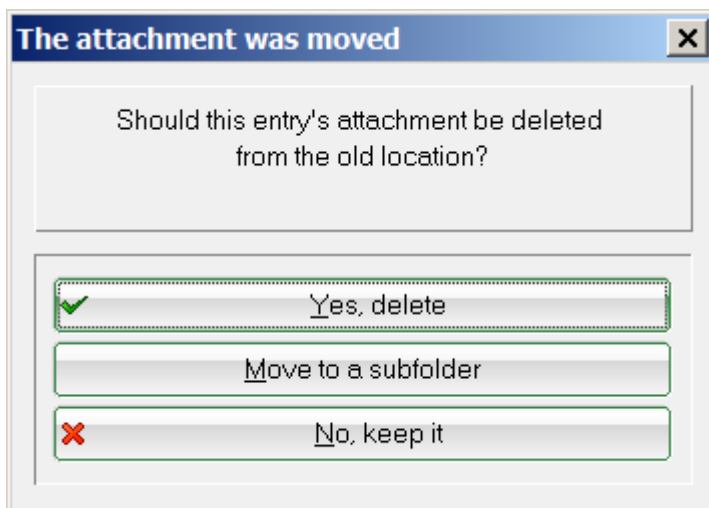 The attachment was moved
Should this entry's attachment be deleted
from the old location?
Yes, delete
Move to a subfolder
No, keep it